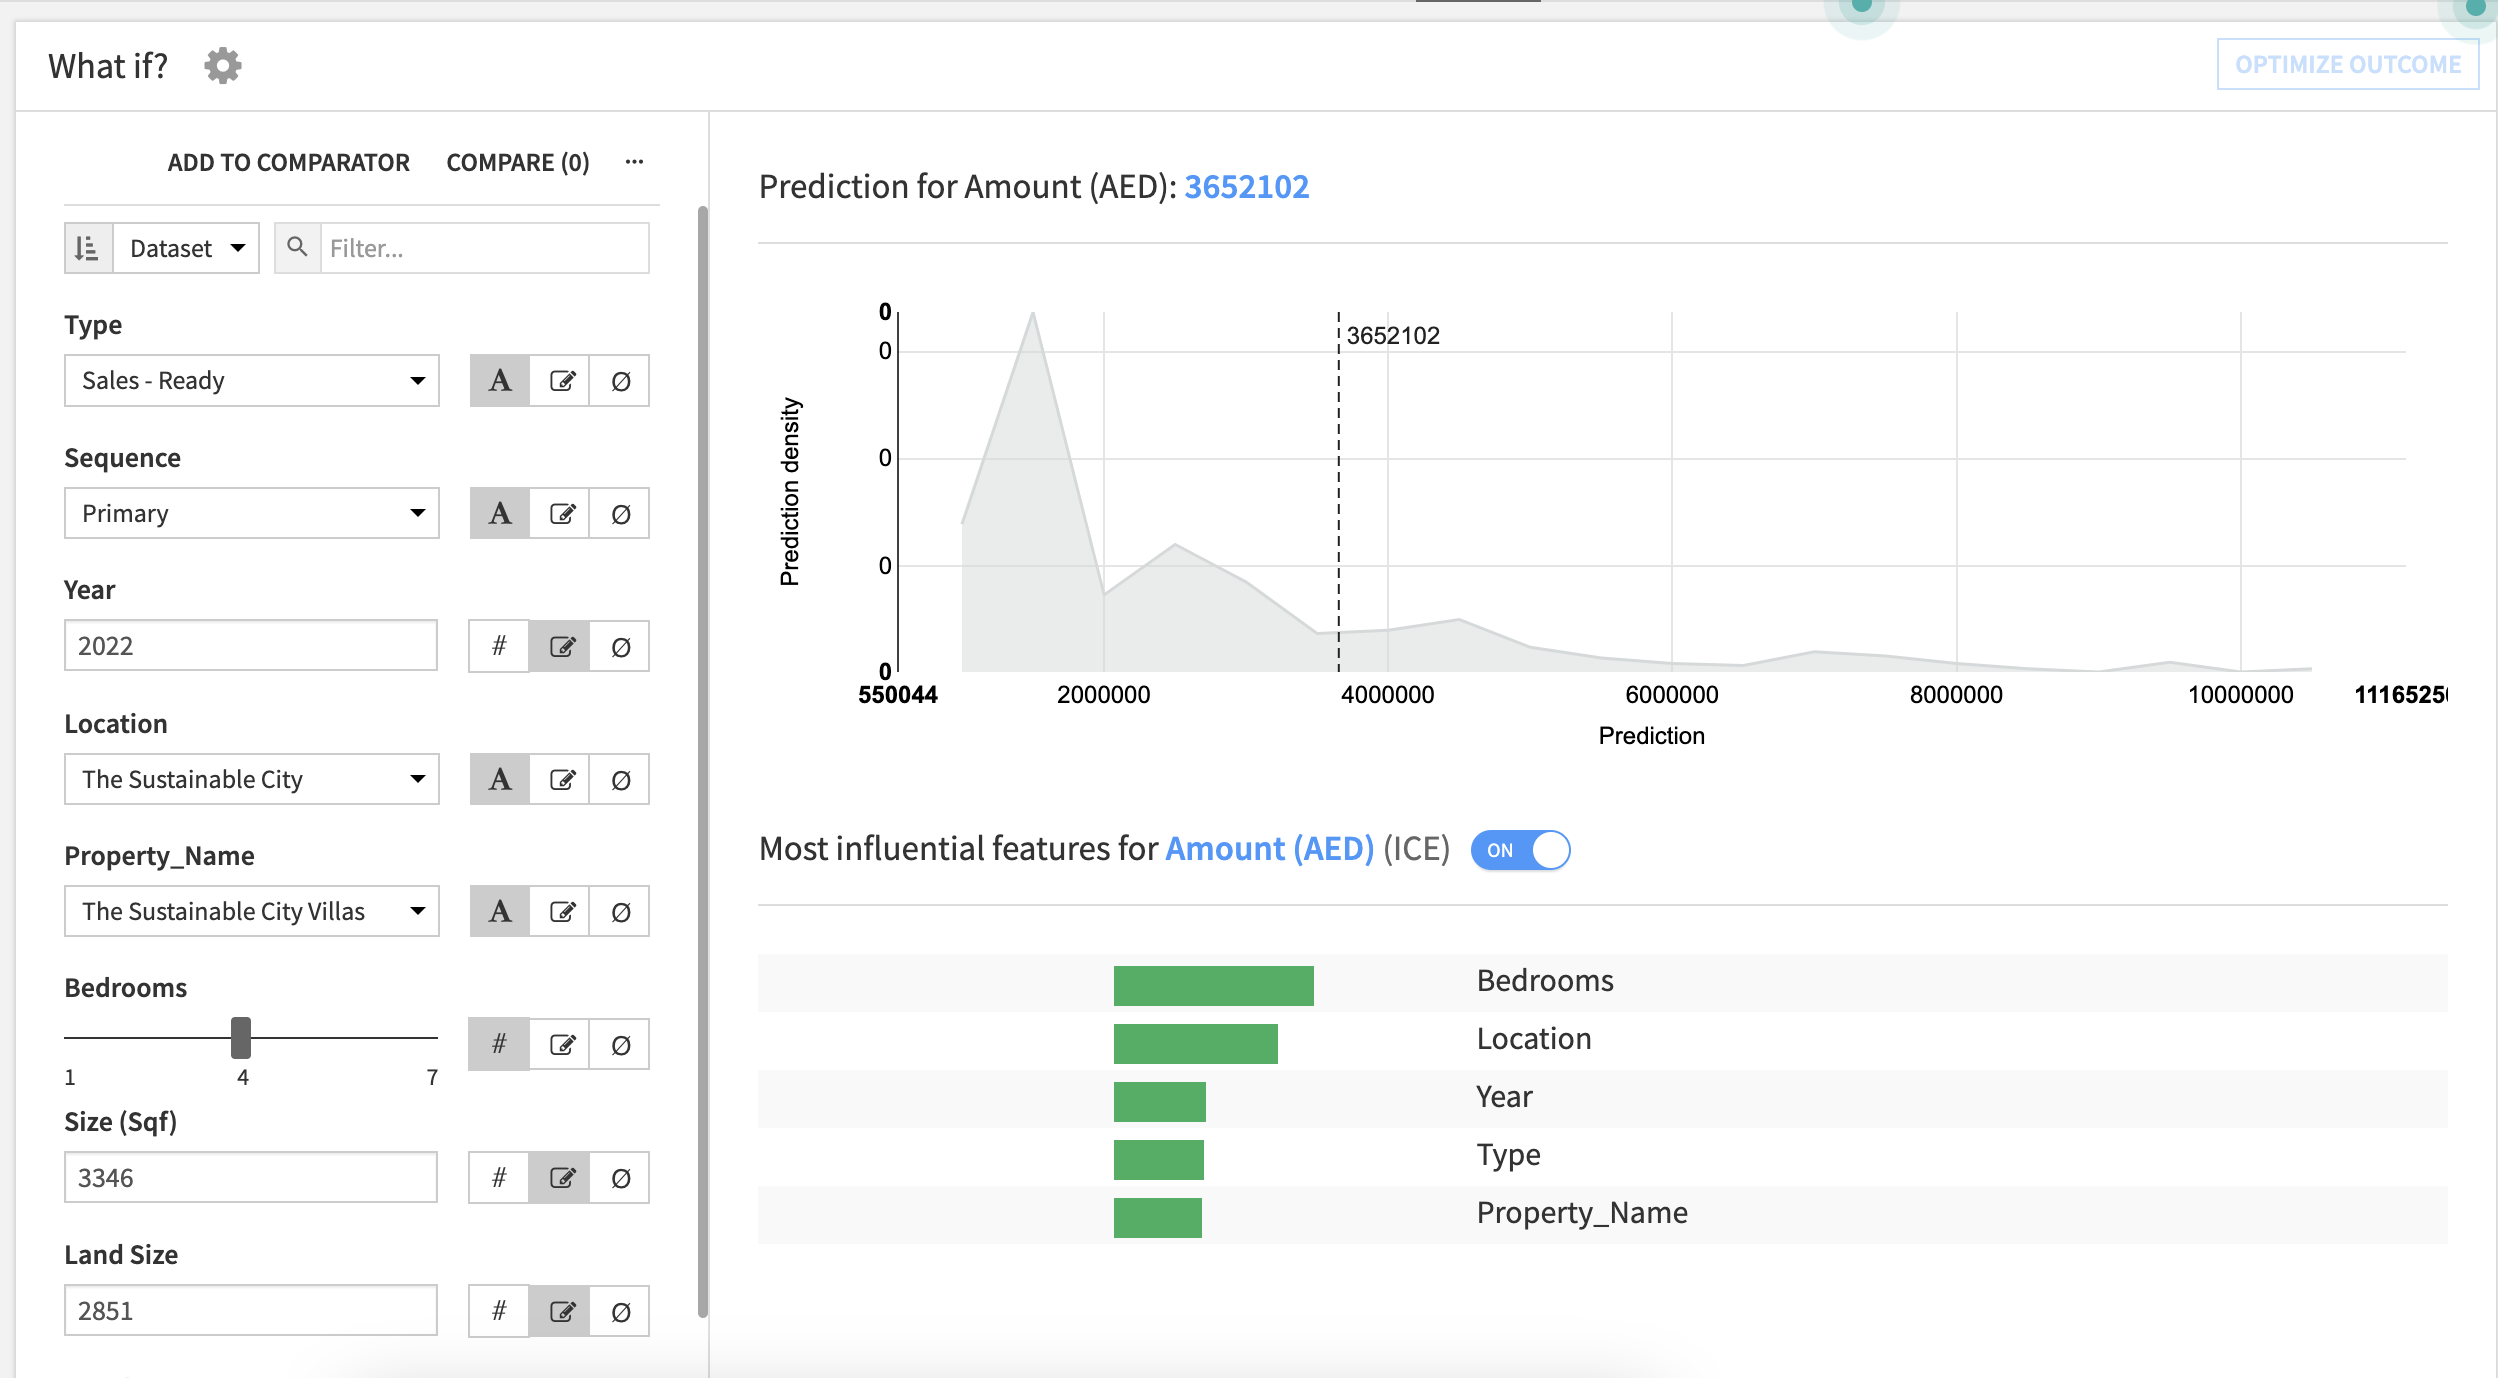 What if?
OPTIMIZE OUTCOME
ADD TO COMPARATOR COMPARE (0) ...
Dataset
Filter...
Type
Sales - Ready
A
Ø
Sequence
Primary
A
Ø
Year
2022
#
Ø
Location
The Sustainable City
A
Ø
Property_Name
The Sustainable City Villas
A
Ø
Bedrooms
1 4 7
#
Ø
Size (Sqf)
3346
#
Ø
Land Size
2851
#
Ø
Prediction for Amount (AED): 3652102
0
0
0
0
0
Prediction density
3652102
550044 2000000 4000000 6000000 8000000 10000000
Prediction
Most influential features for Amount (AED) (ICE) ON
Bedrooms
Location
Year
Type
Property_Name